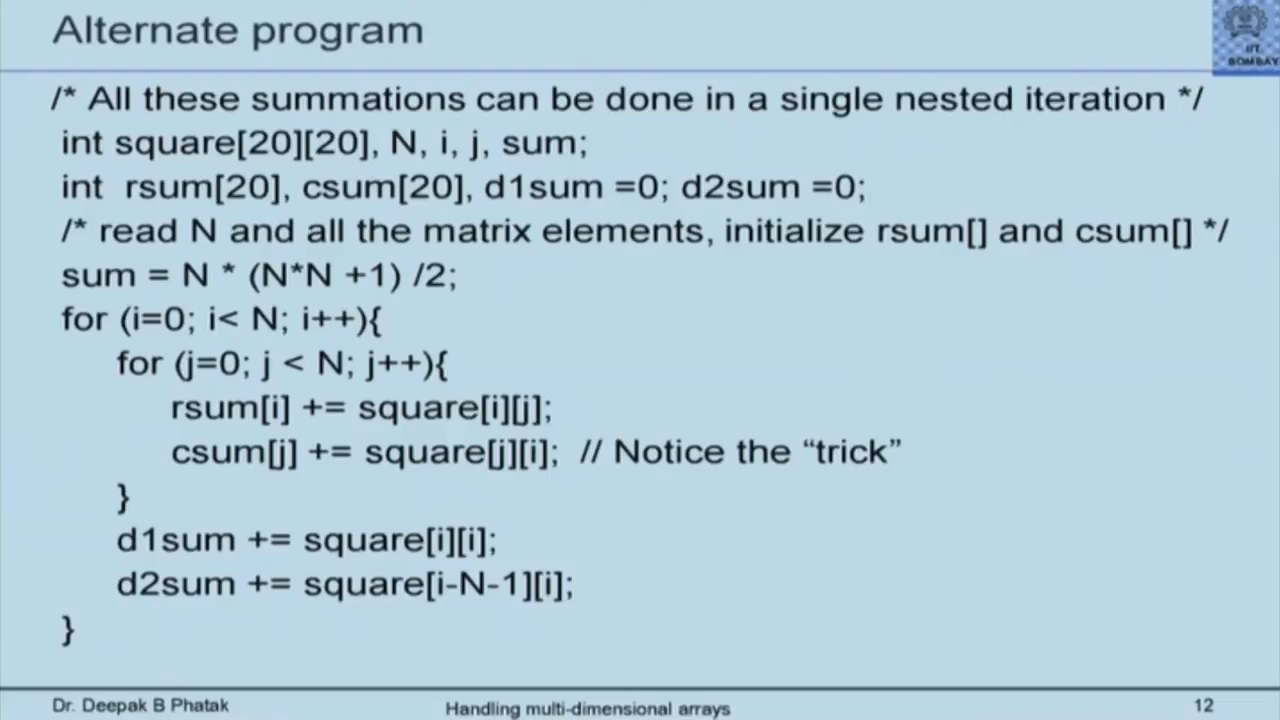 Alternate program
IIT
BOMBAY
/* All these summations can be done in a single nested iteration */
int square[20][20], N, i, j, sum;
int rsum[20], csum[20], d1sum =0; d2sum =0;
/* read N and all the matrix elements, initialize rsum[] and csum[] */
sum = N * (N*N +1) /2;
for (i=0; i< N; i++){
for (j=0; j < N; j++){
rsum[i] += square[i][j];
csum[j] += square[j][i]; // Notice the “trick”
}
d1sum += square[i][i];
d2sum += square[i-N-1][i];
}
Dr. Deepak B Phatak
Handling multi-dimensional arrays
12